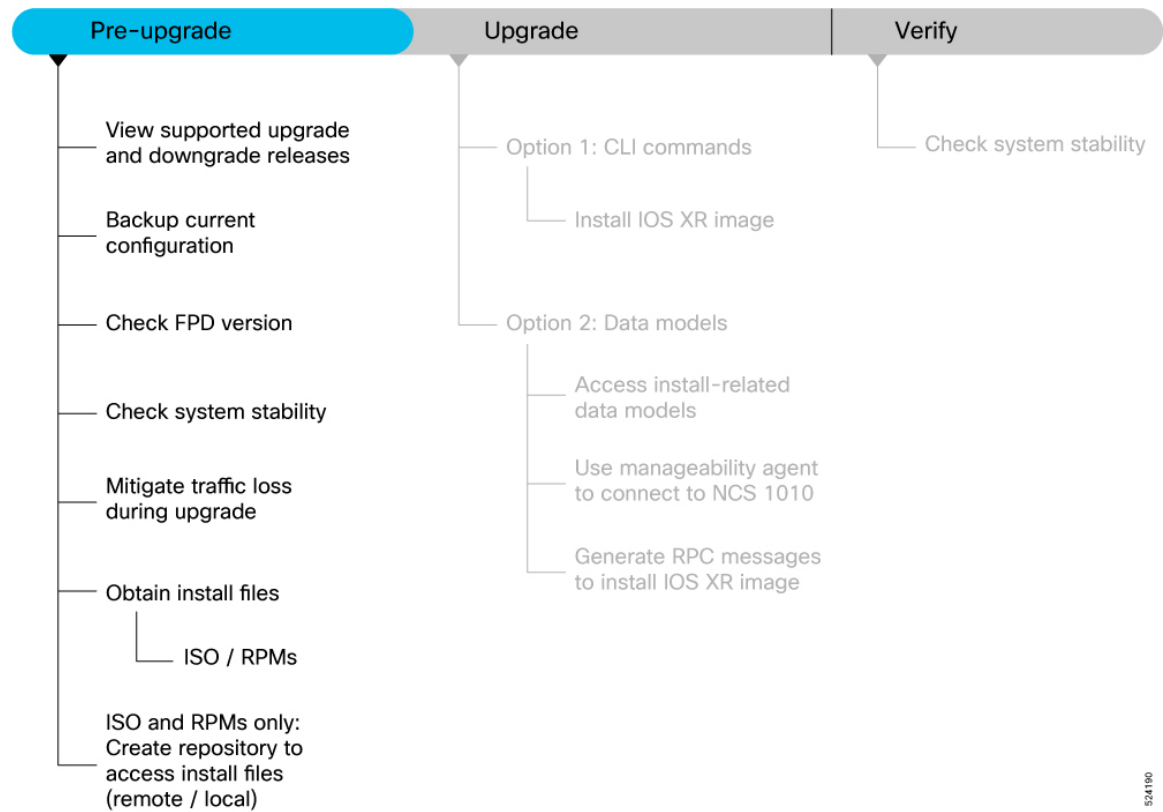 Pre-upgrade
Upgrade
Verify
View supported upgrade
and downgrade releases
Backup current
configuration
Check FPD version
Check system stability
Mitigate traffic loss
during upgrade
Obtain install files
ISO / RPMs
ISO and RPMs only:
Create repository to
access install files
(remote / local)
Option 1: CLI commands
Install IOS XR image
Option 2: Data models
Access install-related
data models
Use manageability agent
to connect to NCS 1010
Generate RPC messages
to install IOS XR image
Check system stability
524190